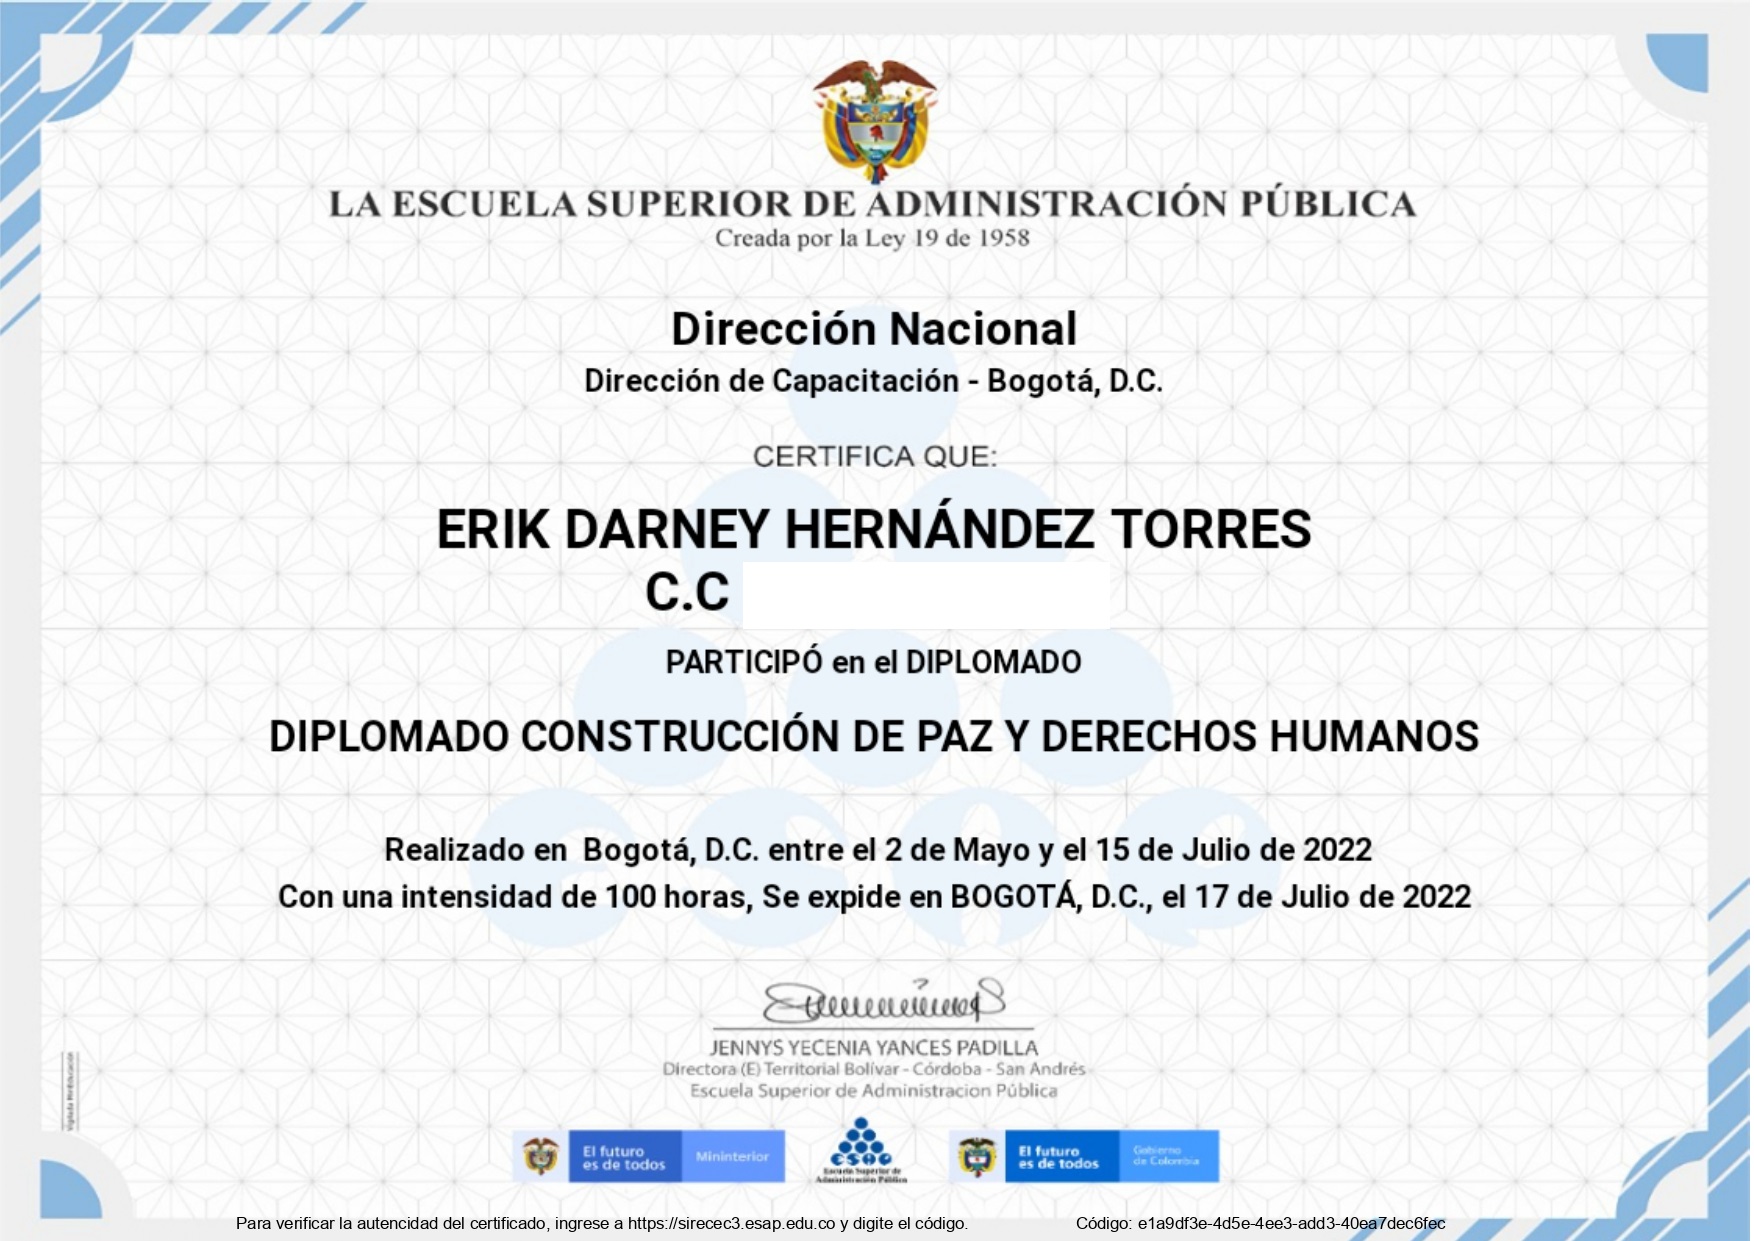 LA ESCUELA SUPERIOR DE ADMINISTRACIÓN PÚBLICA
Creada por la Ley 19 de 1958
Dirección Nacional
Dirección de Capacitación - Bogotá, D.C.
CERTIFICA QUE:
ERIK DARNEY HERNÁNDEZ TORRES
C.C
PARTICIPÓ en el DIPLOMADO
DIPLOMADO CONSTRUCCIÓN DE PAZ Y DERECHOS HUMANOS
Realizado en Bogotá, D.C. entre el 2 de Mayo y el 15 de Julio de 2022
Con una intensidad de 100 horas, Se expide en BOGOTÁ, D.C., el 17 de Julio de 2022
JENNYS YECENIA YANCES PADILLA
Directora (E) Territorial Bolívar - Córdoba - San Andrés
Escuela Superior de Administracion Pública
Vigilada MinEducación
El futuro
es de todos
Mininterior
esap
Escuela Superior de
Administración Pública
El futuro
es de todos
Gobierno
de Colombia
Para verificar la autencidad del certificado, ingrese a https://sirecec3.esap.edu.co y digite el código.
Código: e1a9df3e-4d5e-4ee3-add3-40ea7dec6fec